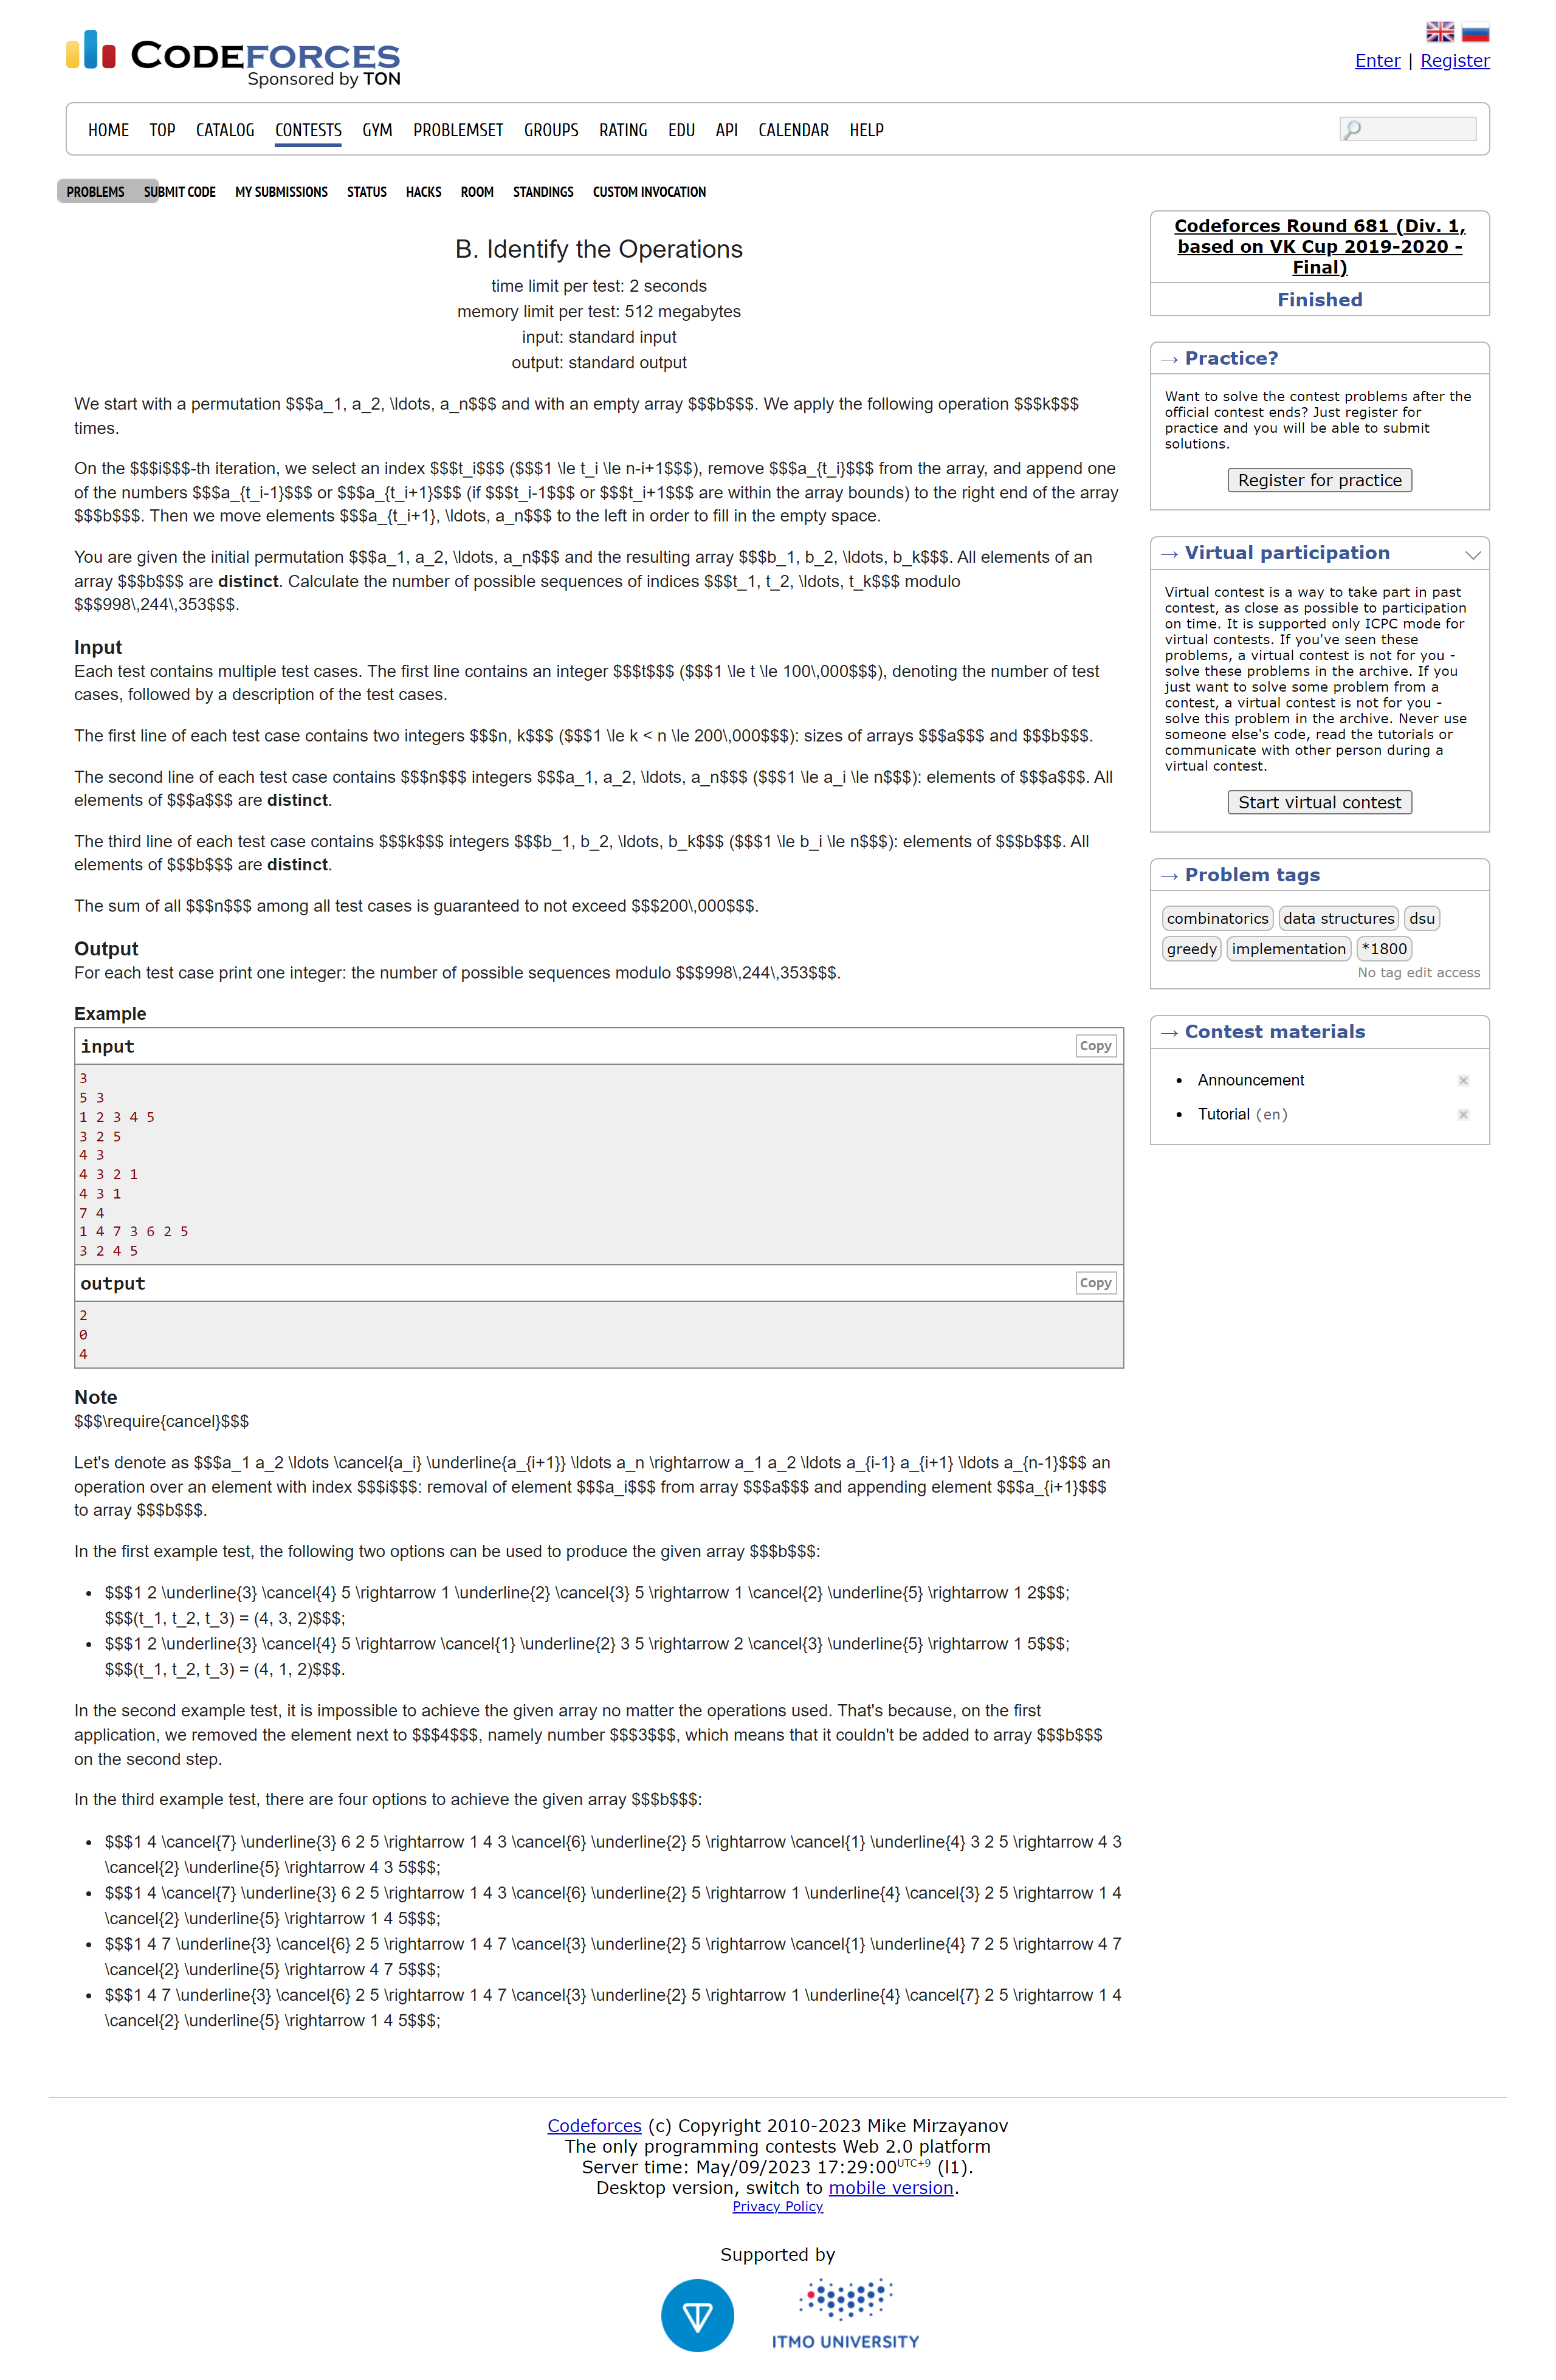 CODEFORCES
Sponsored by TON
Enter | Register
HOME TOP CATALOG CONTESTS GYM PROBLEMSET GROUPS RATING EDU API CALENDAR HELP
PROBLEMS SUBMIT CODE MY SUBMISSIONS STATUS HACKS ROOM STANDINGS CUSTOM INVOCATION
B. Identify the Operations
time limit per test: 2 seconds
memory limit per test: 512 megabytes
input: standard input
output: standard output
We start with a permutation $$$a_1, a_2, \ldots, a_n$$$ and with an empty array $$$b$$$. We apply the following operation $$$k$$$
times.
On the $$$i$$$-th iteration, we select an index $$$t_i$$$ ($$$1 \le t_i \le n-i+1$$$), remove $$$a_{t_i}$$$ from the array, and append one
of the numbers $$$a_{t_i-1}$$$ or $$$a_{t_i+1}$$$ (if $$$t_i-1$$$ or $$$t_i+1$$$ are within the array bounds) to the right end of the array
$$$b$$$. Then we move elements $$$a_{t_i+1}, \ldots, a_n$$$ to the left in order to fill in the empty space.
You are given the initial permutation $$$a_1, a_2, \ldots, a_n$$$ and the resulting array $$$b_1, b_2, \ldots, b_k$$$. All elements of an
array $$$b$$$ are distinct. Calculate the number of possible sequences of indices $$$t_1, t_2, \ldots, t_k$$$ modulo
$$$998\,244\,353$$$.
Input
Each test contains multiple test cases. The first line contains an integer $$$t$$$ ($$$1 \le t \le 100\,000$$$), denoting the number of test
cases, followed by a description of the test cases.
The first line of each test case contains two integers $$$n, k$$$ ($$$1 \le k < n \le 200\,000$$$): sizes of arrays $$$a$$$ and $$$b$$$.
The second line of each test case contains $$$n$$$ integers $$$a_1, a_2, \ldots, a_n$$$ ($$$1 \le a_i \le n$$$): elements of $$$a$$$. All
elements of $$$a$$$ are distinct.
The third line of each test case contains $$$k$$$ integers $$$b_1, b_2, \ldots, b_k$$$ ($$$1 \le b_i \le n$$$): elements of $$$b$$$. All
elements of $$$b$$$ are distinct.
The sum of all $$$n$$$ among all test cases is guaranteed to not exceed $$$200\,000$$$.
Output
For each test case print one integer: the number of possible sequences modulo $$$998\,244\,353$$$.
Example
input Copy
3
5 3
1 2 3 4 5
3 2 5
4 3
4 3 2 1
4 3 1
7 4
1 4 7 3 6 2 5
3 2 4 5
output Copy
2
0
4
Note
$$$\require{cancel}$$$
Let's denote as $$$a_1 a_2 \ldots \cancel{a_i} \underline{a_{i+1}} \ldots a_n \rightarrow a_1 a_2 \ldots a_{i-1} a_{i+1} \ldots a_{n-1}$$$ an
operation over an element with index $$$i$$$: removal of element $$$a_i$$$ from array $$$a$$$ and appending element $$$a_{i+1}$$$
to array $$$b$$$.
In the first example test, the following two options can be used to produce the given array $$$b$$$:
• $$$1 2 \underline{3} \cancel{4} 5 \rightarrow 1 \underline{2} \cancel{3} 5 \rightarrow 1 \cancel{2} \underline{5} \rightarrow 1 2$$$;
$$$(t_1, t_2, t_3) = (4, 3, 2)$$$;
• $$$1 2 \underline{3} \cancel{4} 5 \rightarrow \cancel{1} \underline{2} 3 5 \rightarrow 2 \cancel{3} \underline{5} \rightarrow 1 5$$$;
$$$(t_1, t_2, t_3) = (4, 1, 2)$$$.
In the second example test, it is impossible to achieve the given array no matter the operations used. That's because, on the first
application, we removed the element next to $$$4$$$, namely number $$$3$$$, which means that it couldn't be added to array $$$b$$$
on the second step.
In the third example test, there are four options to achieve the given array $$$b$$$:
• $$$1 4 \cancel{7} \underline{3} 6 2 5 \rightarrow 1 4 3 \cancel{6} \underline{2} 5 \rightarrow \cancel{1} \underline{4} 3 2 5 \rightarrow 4 3
\cancel{2} \underline{5} \rightarrow 4 3 5$$$;
• $$$1 4 \cancel{7} \underline{3} 6 2 5 \rightarrow 1 4 3 \cancel{6} \underline{2} 5 \rightarrow 1 \underline{4} \cancel{3} 2 5 \rightarrow 1 4
\cancel{2} \underline{5} \rightarrow 1 4 5$$$;
• $$$1 4 7 \underline{3} \cancel{6} 2 5 \rightarrow 1 4 7 \cancel{3} \underline{2} 5 \rightarrow \cancel{1} \underline{4} 7 2 5 \rightarrow 4 7
\cancel{2} \underline{5} \rightarrow 4 7 5$$$;
• $$$1 4 7 \underline{3} \cancel{6} 2 5 \rightarrow 1 4 7 \cancel{3} \underline{2} 5 \rightarrow 1 \underline{4} \cancel{7} 2 5 \rightarrow 1 4
\cancel{2} \underline{5} \rightarrow 1 4 5$$$;
Codeforces Round 681 (Div. 1,
based on VK Cup 2019-2020 -
Final)
Finished
→ Practice?
Want to solve the contest problems after the
official contest ends? Just register for
practice and you will be able to submit
solutions.
Register for practice
→ Virtual participation
Virtual contest is a way to take part in past
contest, as close as possible to participation
on time. It is supported only ICPC mode for
virtual contests. If you've seen these
problems, a virtual contest is not for you -
solve these problems in the archive. If you
just want to solve some problem from a
contest, a virtual contest is not for you -
solve this problem in the archive. Never use
someone else's code, read the tutorials or
communicate with other person during a
virtual contest.
Start virtual contest
→ Problem tags
combinatorics data structures dsu
greedy implementation *1800
No tag edit access
→ Contest materials
• Announcement
• Tutorial (en)
Codeforces (c) Copyright 2010-2023 Mike Mirzayanov
The only programming contests Web 2.0 platform
Server time: May/09/2023 17:29:00UTC+9 (l1).
Desktop version, switch to mobile version.
Privacy Policy
Supported by
ITMO UNIVERSITY